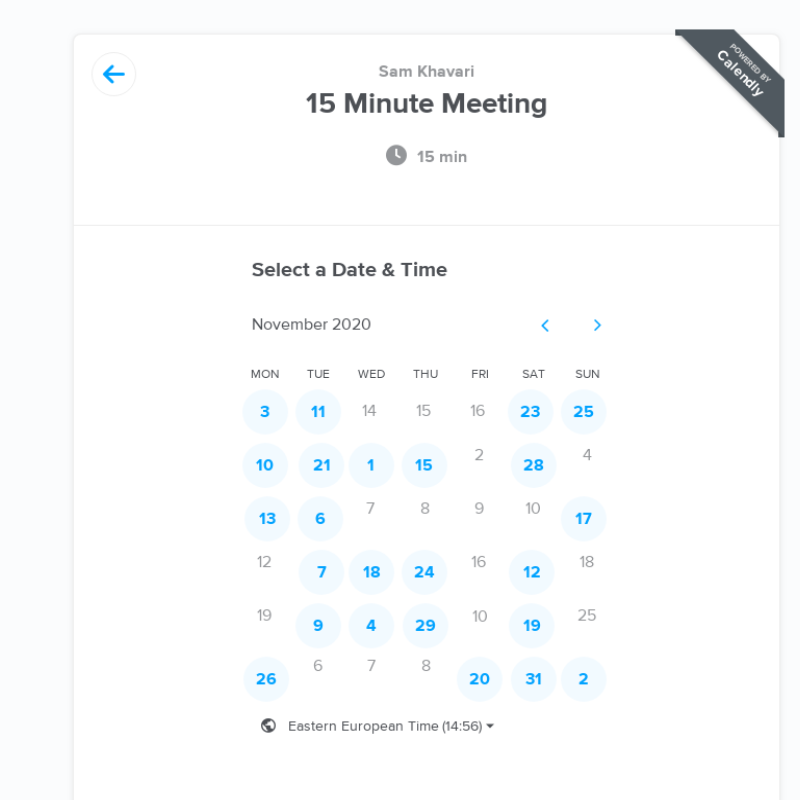 POWERED BY
Calendly
Sam Khavari
15 Minute Meeting
15 min
Select a Date & Time
November 2020
MON TUE WED THU FRI SAT SUN
3 11 14 15 16 23 25
10 21 1 15 2 28 4
13 6 7 8 9 10 17
12 7 18 24 16 12 18
19 9 4 29 10 19 25
26 6 7 8 20 31 2
Eastern European Time (14:56)